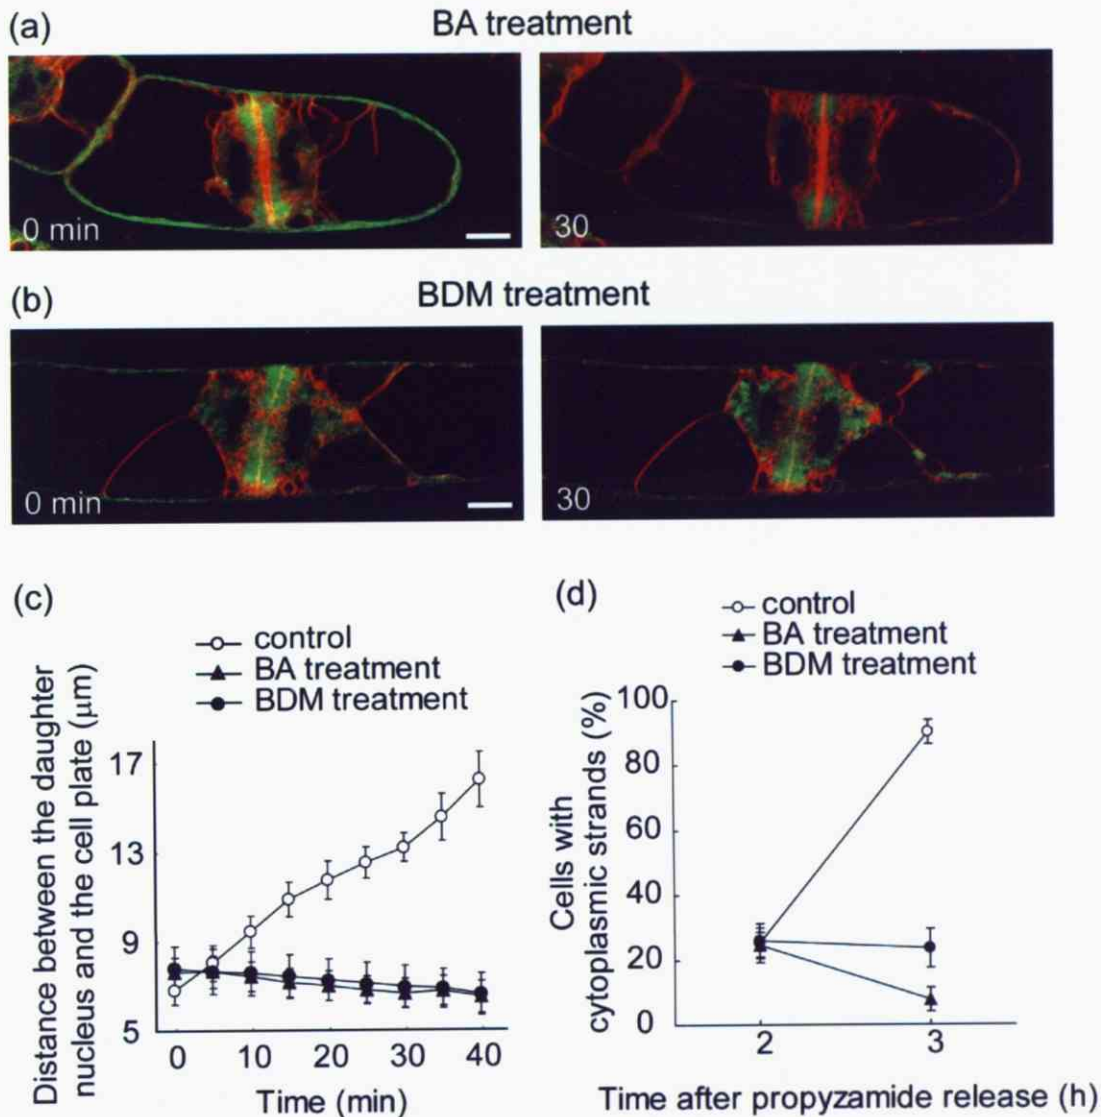 (a) BA treatment
0 min
30
(b) BDM treatment
0 min
30
(c)
control
BA treatment
BDM treatment
Distance between the daughter
nucleus and the cell plate (μm)
17
13
9
5
0 10 20 30 40
Time (min)
(d)
control
BA treatment
BDM treatment
Cells with
cytoplasmic strands (%)
100
80
60
40
20
0
2 3
Time after propyzamide release (h)